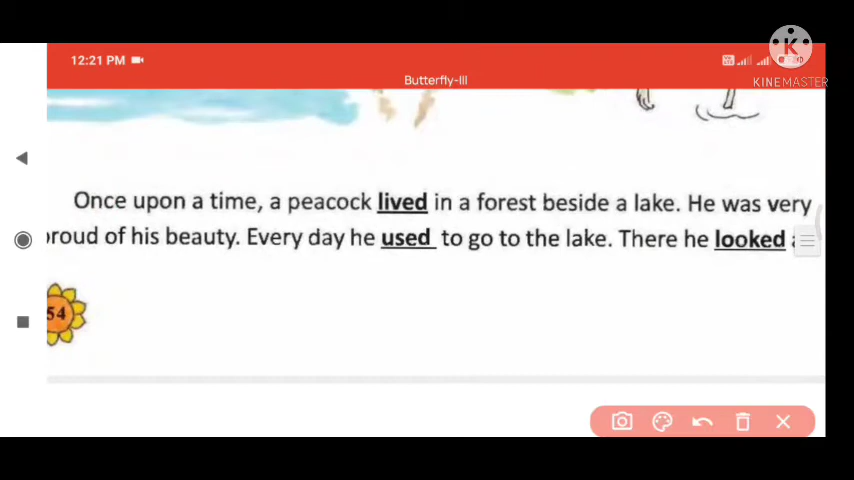 12:21 PM
KINEMASTER
Butterfly-III
Once upon a time, a peacock lived in a forest beside a lake. He was very
proud of his beauty. Every day he used to go to the lake. There he looked
54